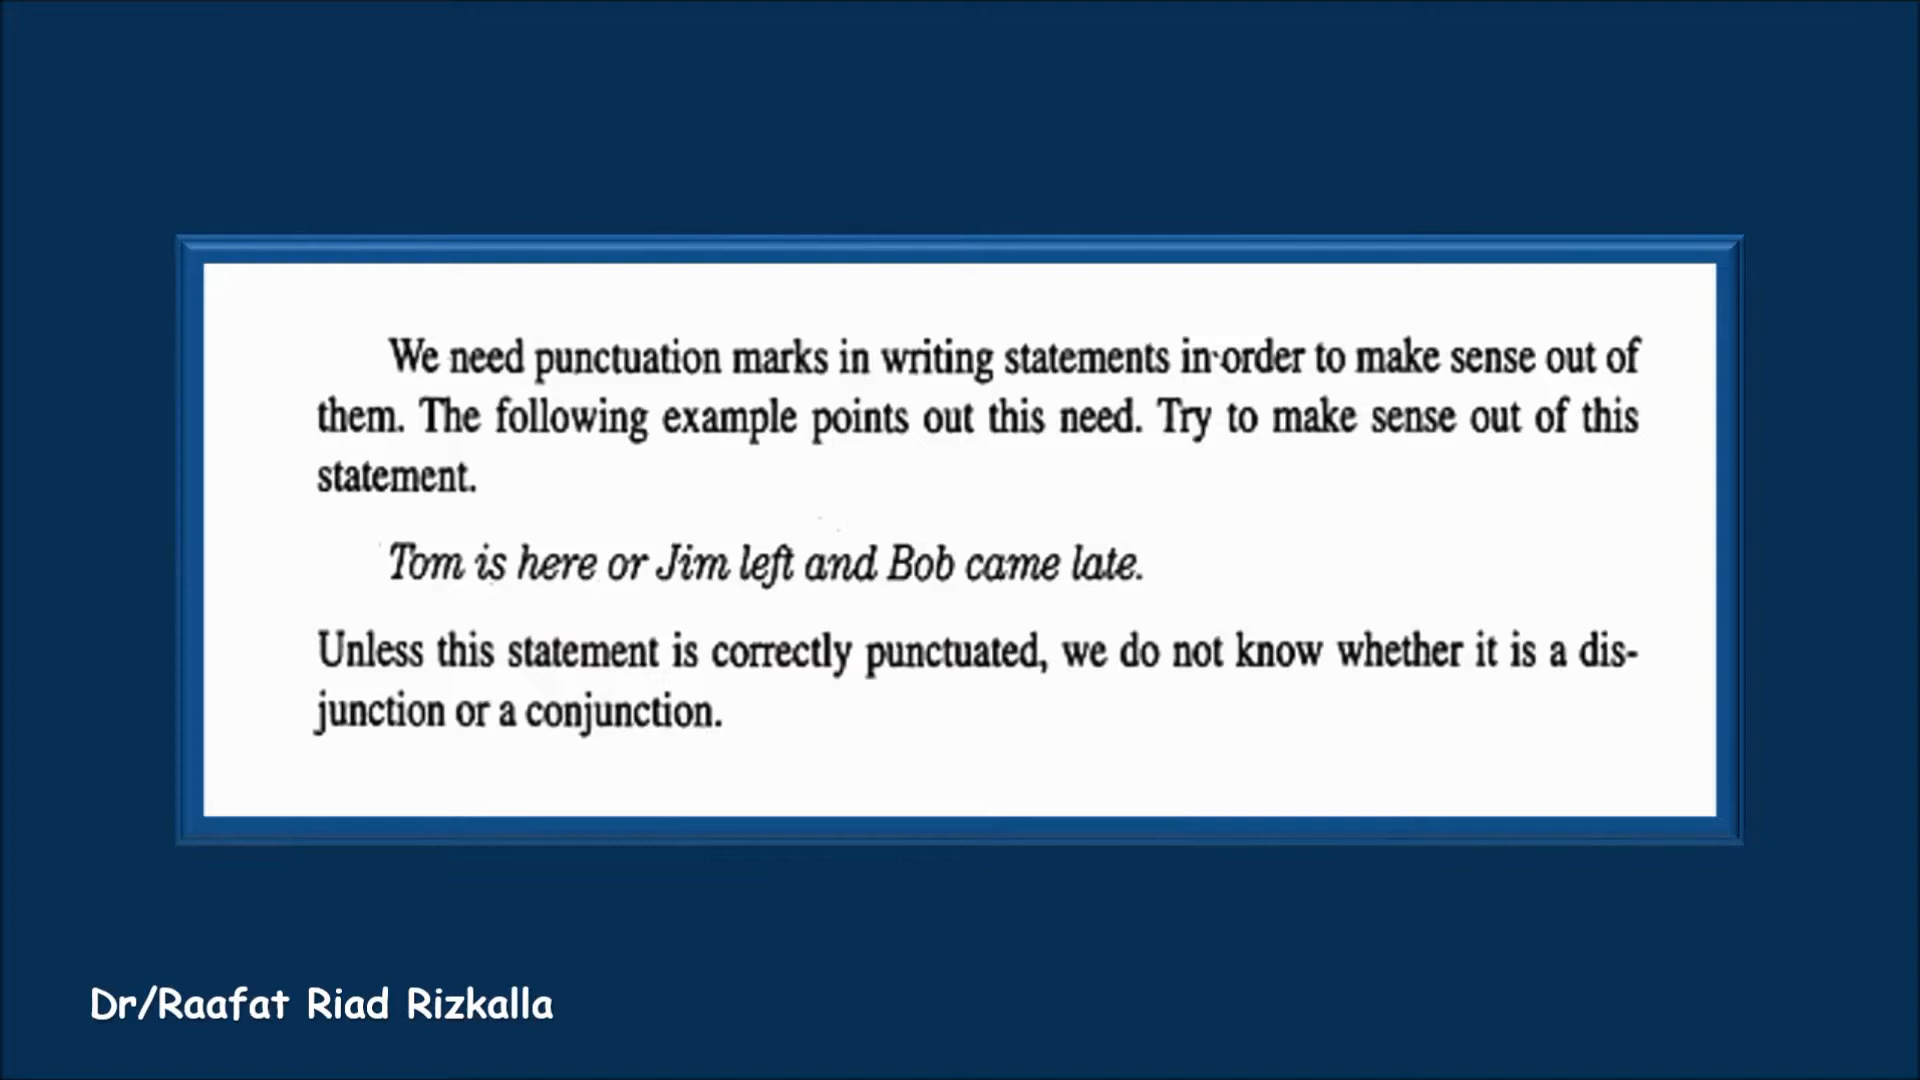 We need punctuation marks in writing statements in order to make sense out of
them. The following example points out this need. Try to make sense out of this
statement.
Tom is here or Jim left and Bob came late.
Unless this statement is correctly punctuated, we do not know whether it is a dis-
junction or a conjunction.
Dr/Raafat Riad Rizkalla